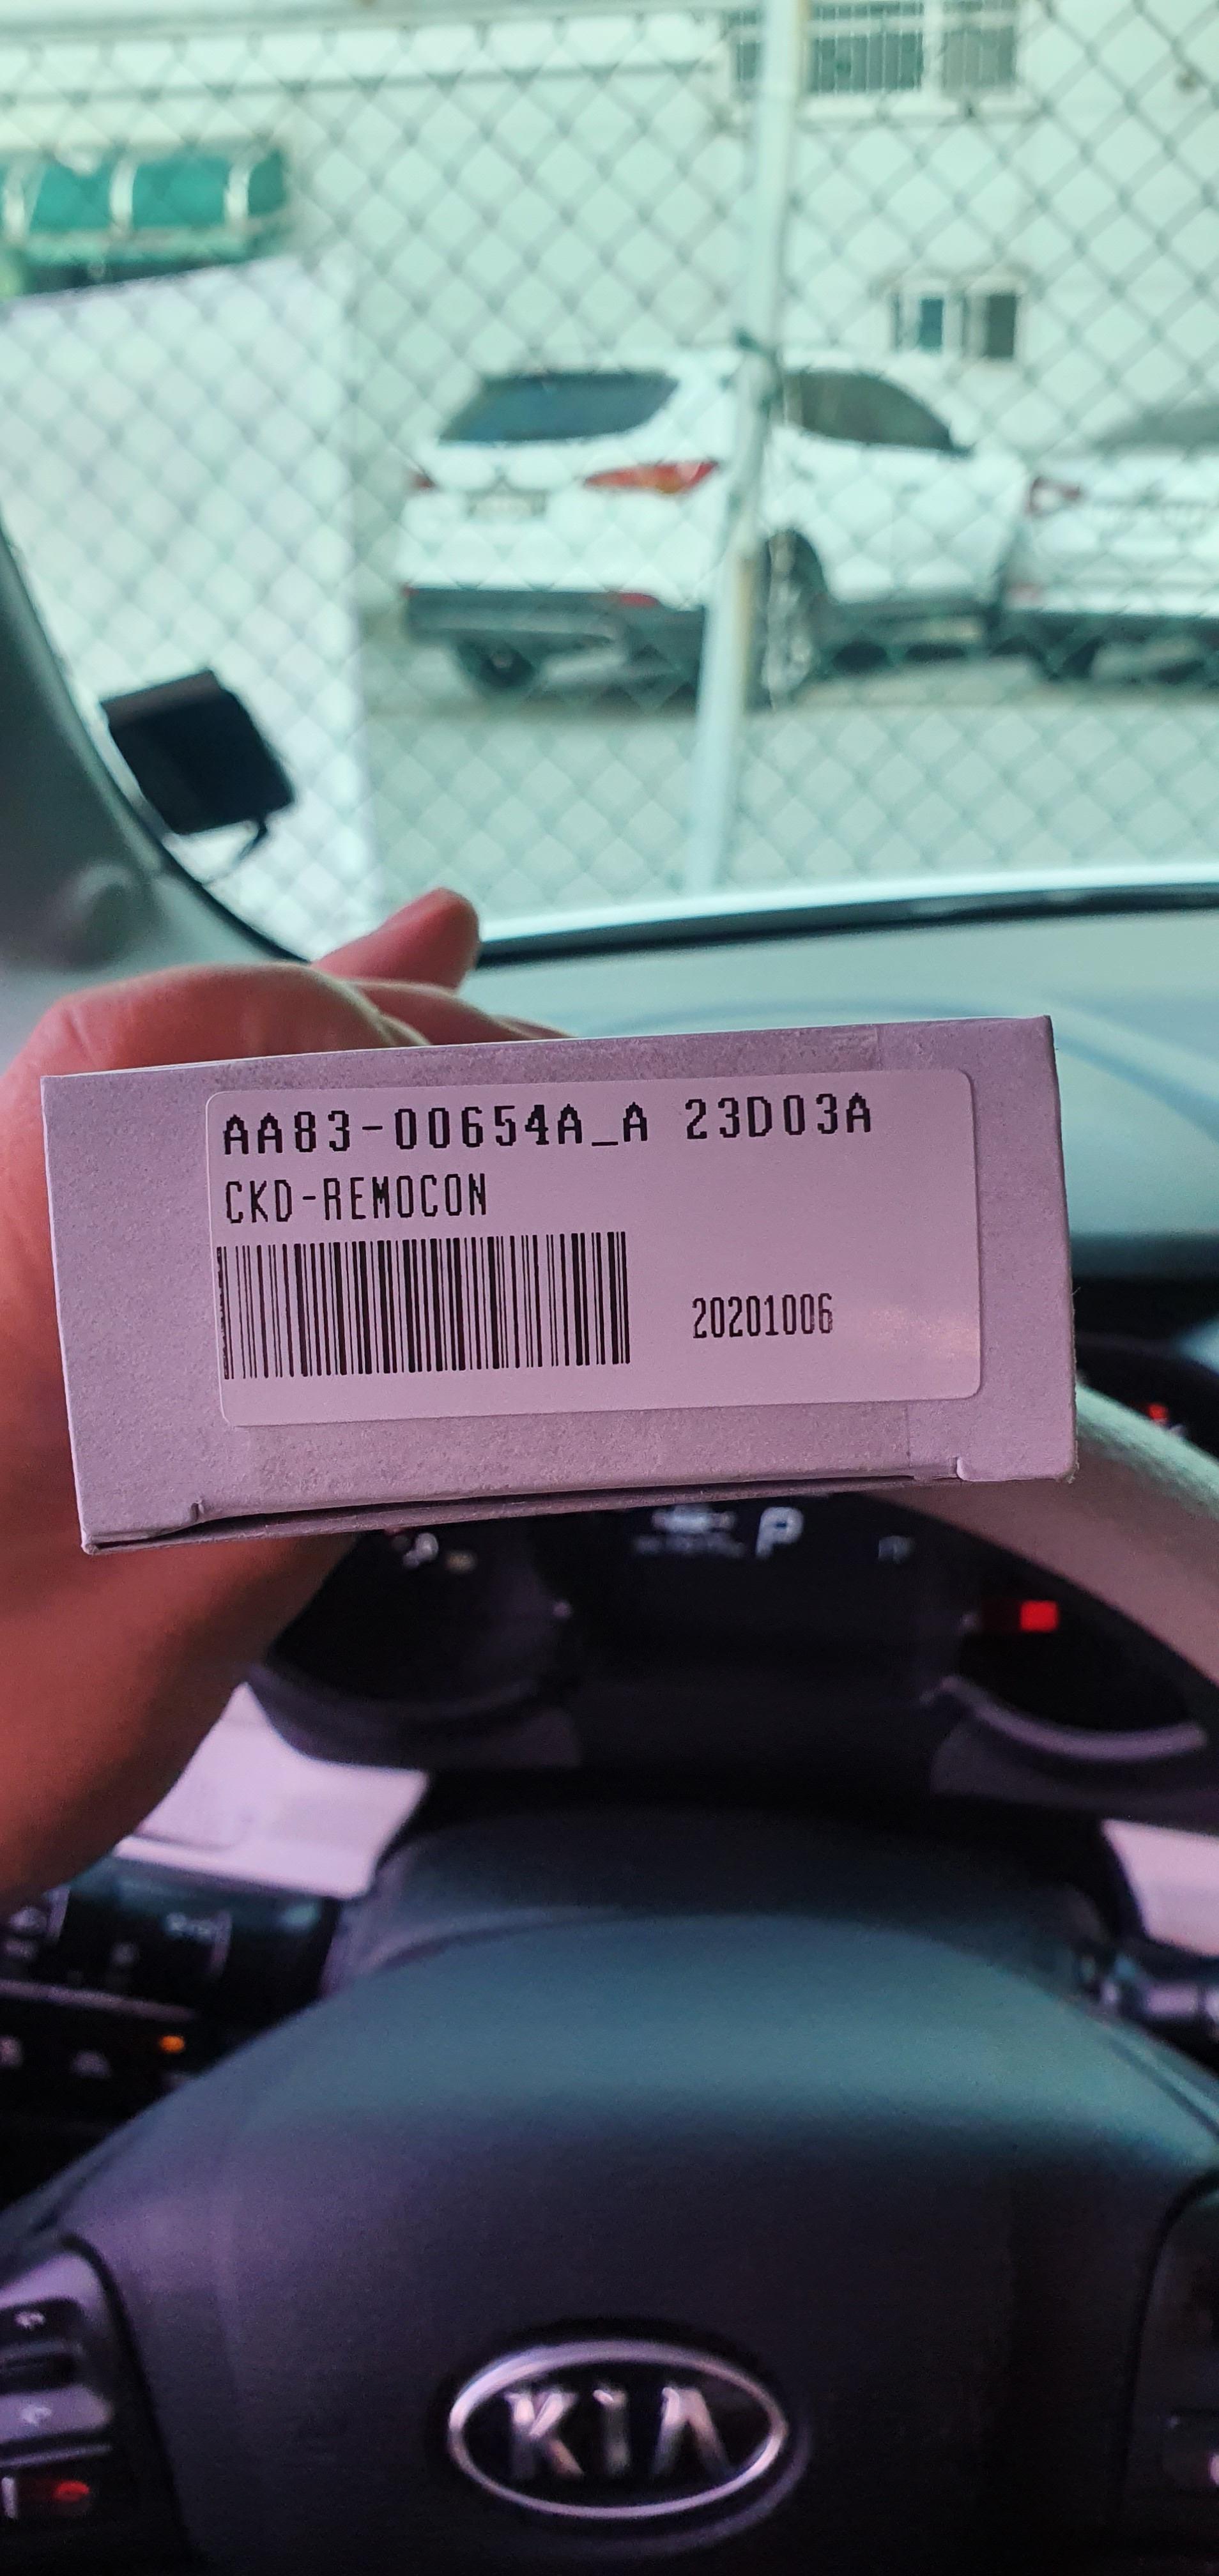 AA83-00654A_A 23D03A
CKD-REMOCON
20201006
P
KIA